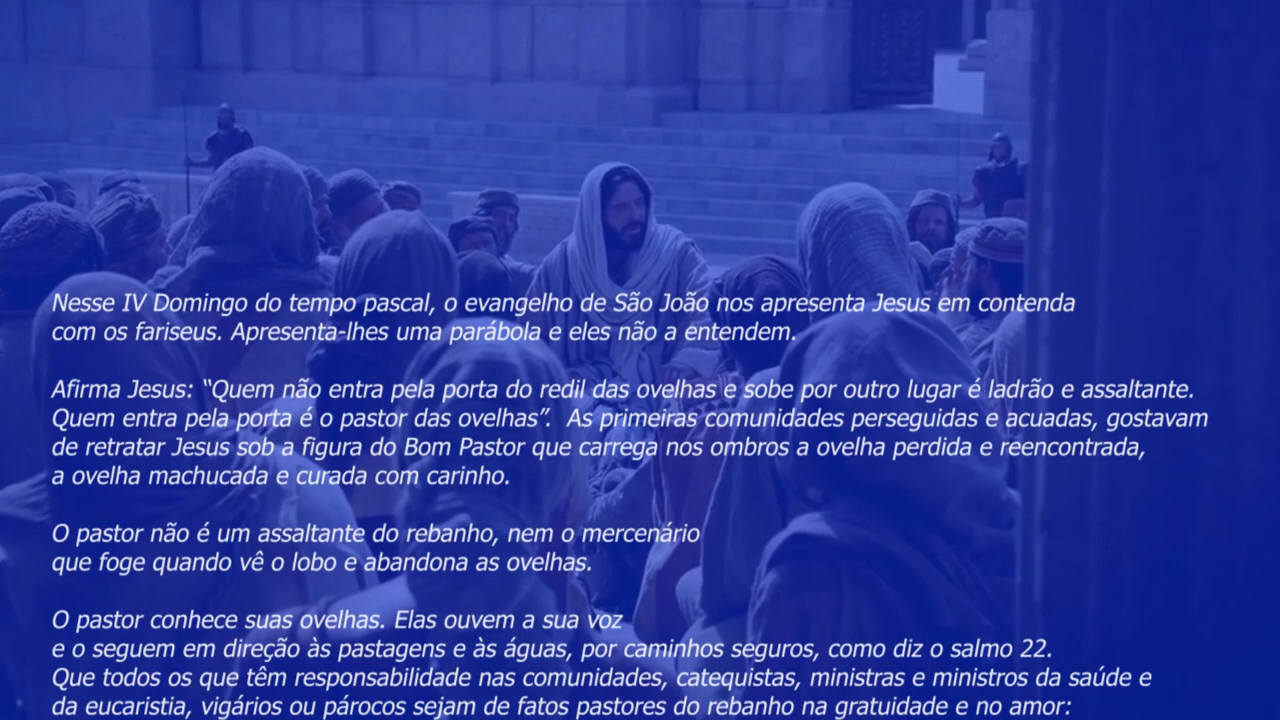 Nesse IV Domingo do tempo pascal, o evangelho de São João nos apresenta Jesus em contenda
com os fariseus. Apresenta-lhes uma parábola e eles não a entendem.
Afirma Jesus: “Quem não entra pela porta do redil das ovelhas e sobe por outro lugar é ladrão e assaltante.
Quem entra pela porta é o pastor das ovelhas”. As primeiras comunidades perseguidas e acuadas, gostavam
de retratar Jesus sob a figura do Bom Pastor que carrega nos ombros a ovelha perdida e reencontrada,
a ovelha machucada e curada com carinho.
O pastor não é um assaltante do rebanho, nem o mercenário
que foge quando vê o lobo e abandona as ovelhas.
O pastor conhece suas ovelhas. Elas ouvem a sua voz
e o seguem em direção às pastagens e às águas, por caminhos seguros, como diz o salmo 22.
Que todos os que têm responsabilidade nas comunidades, catequistas, ministras e ministros da saúde e
da eucaristia, vigários ou párocos sejam de fatos pastores do rebanho na gratuidade e no amor: